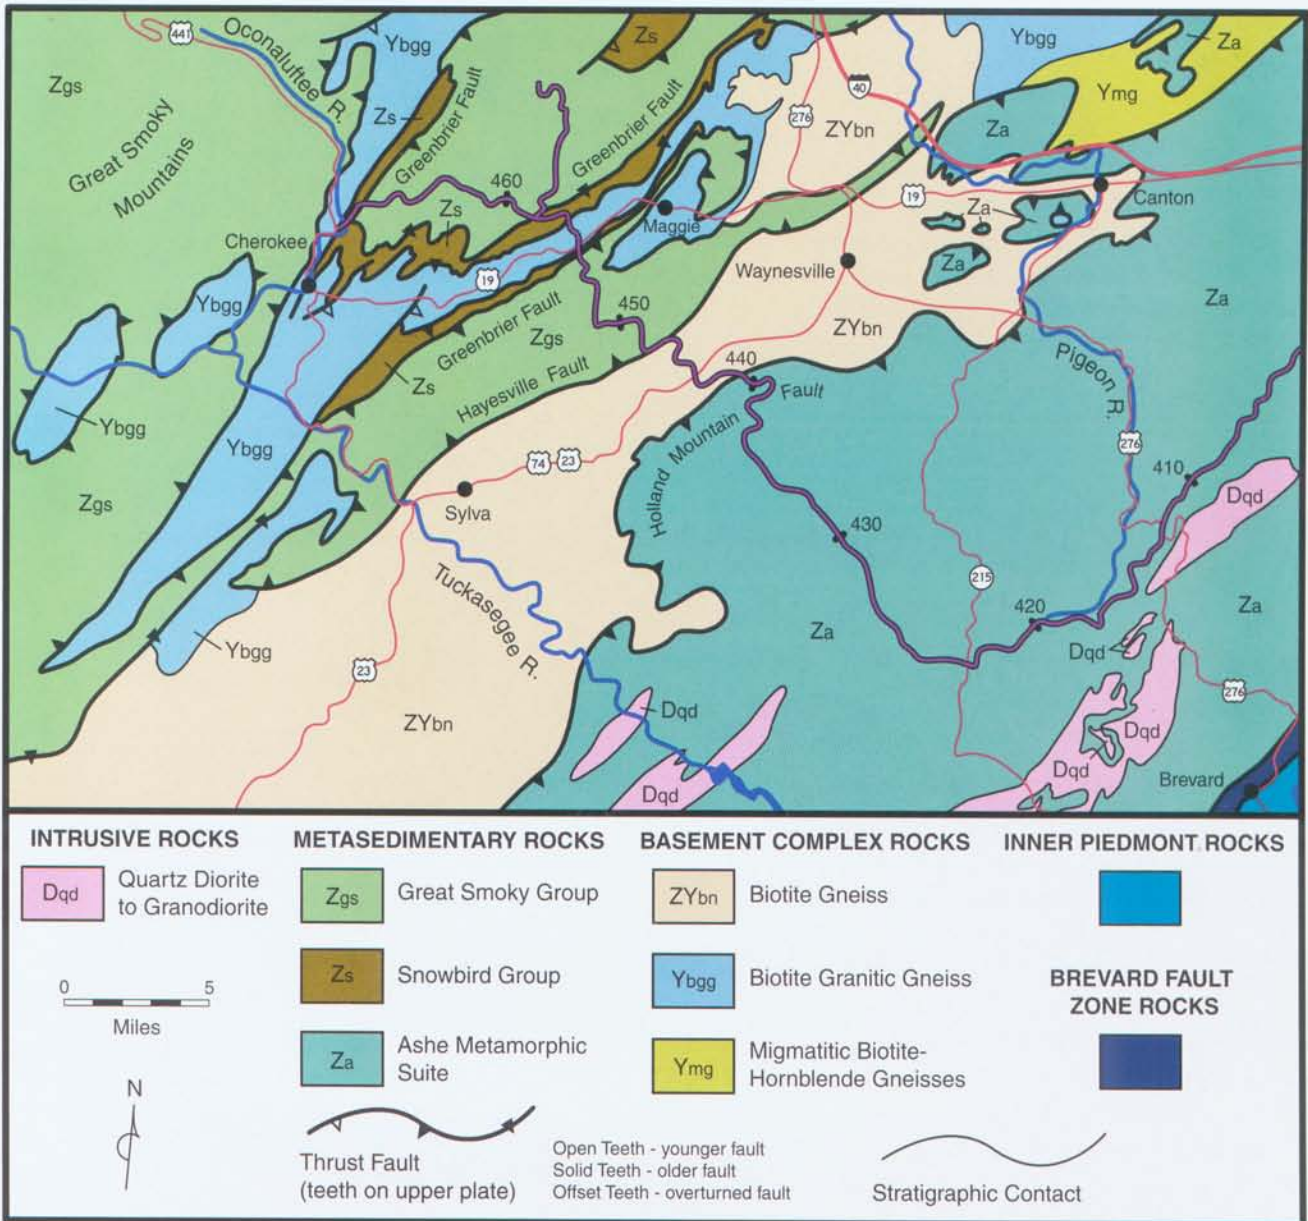 441
Oconaluftee R.
Ybgg
Zs
Ybgg
Za
Zgs
Great Smoky
Mountains
Zs
Greenbrier Fault
Greenbrier Fault
40
276
ZYbn
Ymg
Za
460
19
Canton
Zs
Maggie
Za
Cherokee
Waynesville
Za
19
Ybgg
450
Za
Greenbrier Fault
Zgs
ZYbn
Zs
440
Pigeon R.
Hayesville Fault
Holland Mountain Fault
Ybgg
Ybgg
276
74
23
410
Dqd
Zgs
Sylva
430
215
Tuckasegee R.
420
Za
Za
Ybgg
Dqd
23
276
Dqd
ZYbn
Dqd
Dqd
Brevard
Dqd
INTRUSIVE ROCKS
Dqd
Quartz Diorite
to Granodiorite
0
5
Miles
N
METASEDIMENTARY ROCKS
Zgs
Great Smoky Group
Zs
Snowbird Group
Za
Ashe Metamorphic
Suite
BASEMENT COMPLEX ROCKS
ZYbn
Biotite Gneiss
Ybgg
Biotite Granitic Gneiss
Ymg
Migmatitic Biotite-
Hornblende Gneisses
INNER PIEDMONT ROCKS
BREVARD FAULT
ZONE ROCKS
Thrust Fault
(teeth on upper plate)
Open Teeth - younger fault
Solid Teeth - older fault
Offset Teeth - overturned fault
Stratigraphic Contact